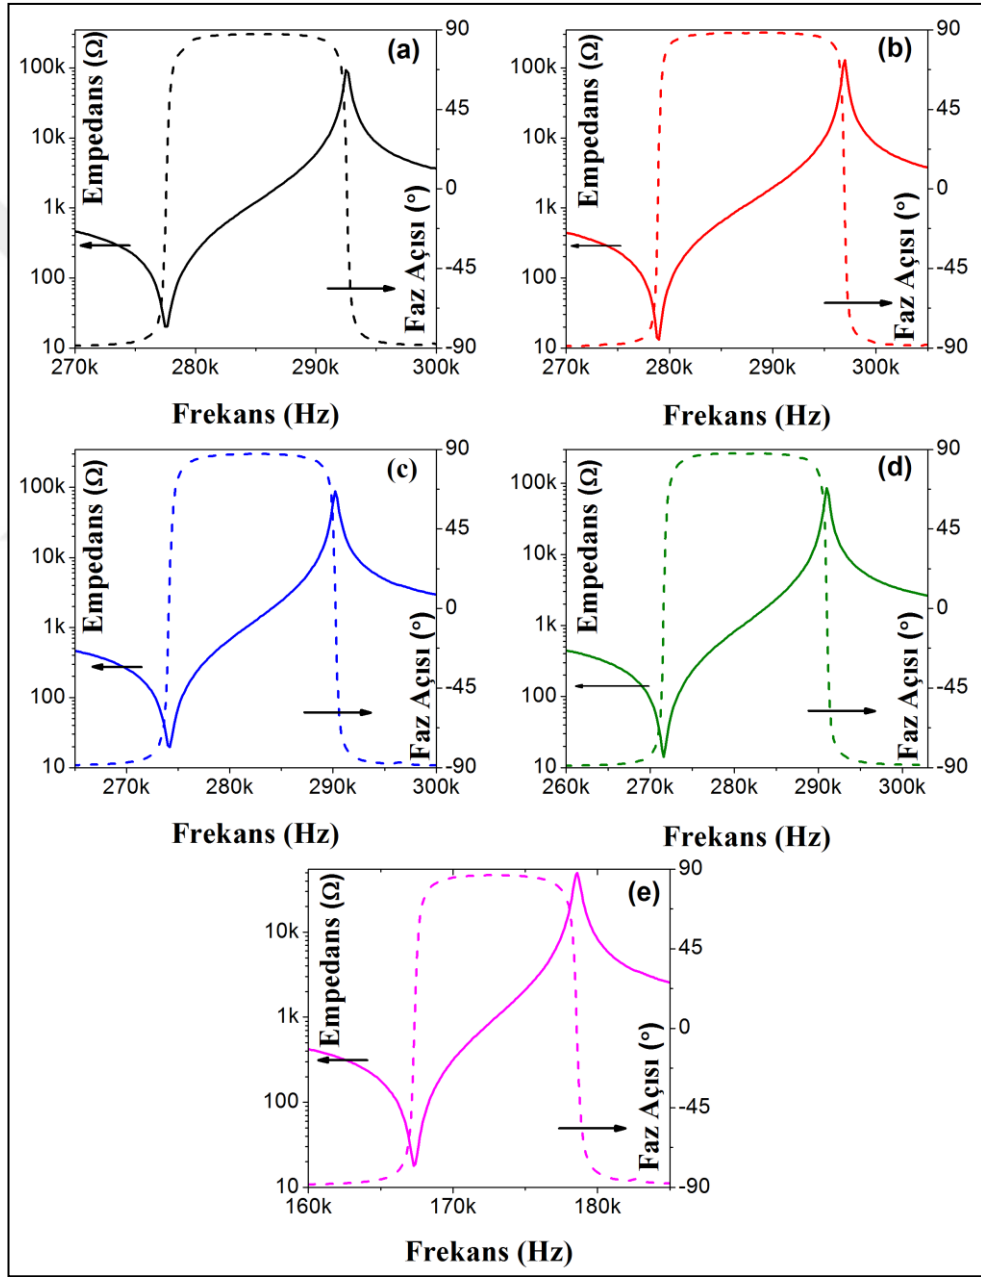 (a)
Empedans (Ω)
100k
10k
1k
100
10
90
45
0
-45
-90
Faz Açısı (°)
270k 280k 290k 300k
Frekans (Hz)
(b)
Empedans (Ω)
100k
10k
1k
100
10
90
45
0
-45
-90
Faz Açısı (°)
270k 280k 290k 300k
Frekans (Hz)
(c)
Empedans (Ω)
100k
10k
1k
100
10
90
45
0
-45
-90
Faz Açısı (°)
270k 280k 290k 300k
Frekans (Hz)
(d)
Empedans (Ω)
100k
10k
1k
100
10
90
45
0
-45
-90
Faz Açısı (°)
260k 270k 280k 290k 300k
Frekans (Hz)
(e)
Empedans (Ω)
10k
1k
100
10
90
45
0
-45
-90
Faz Açısı (°)
160k 170k 180k
Frekans (Hz)